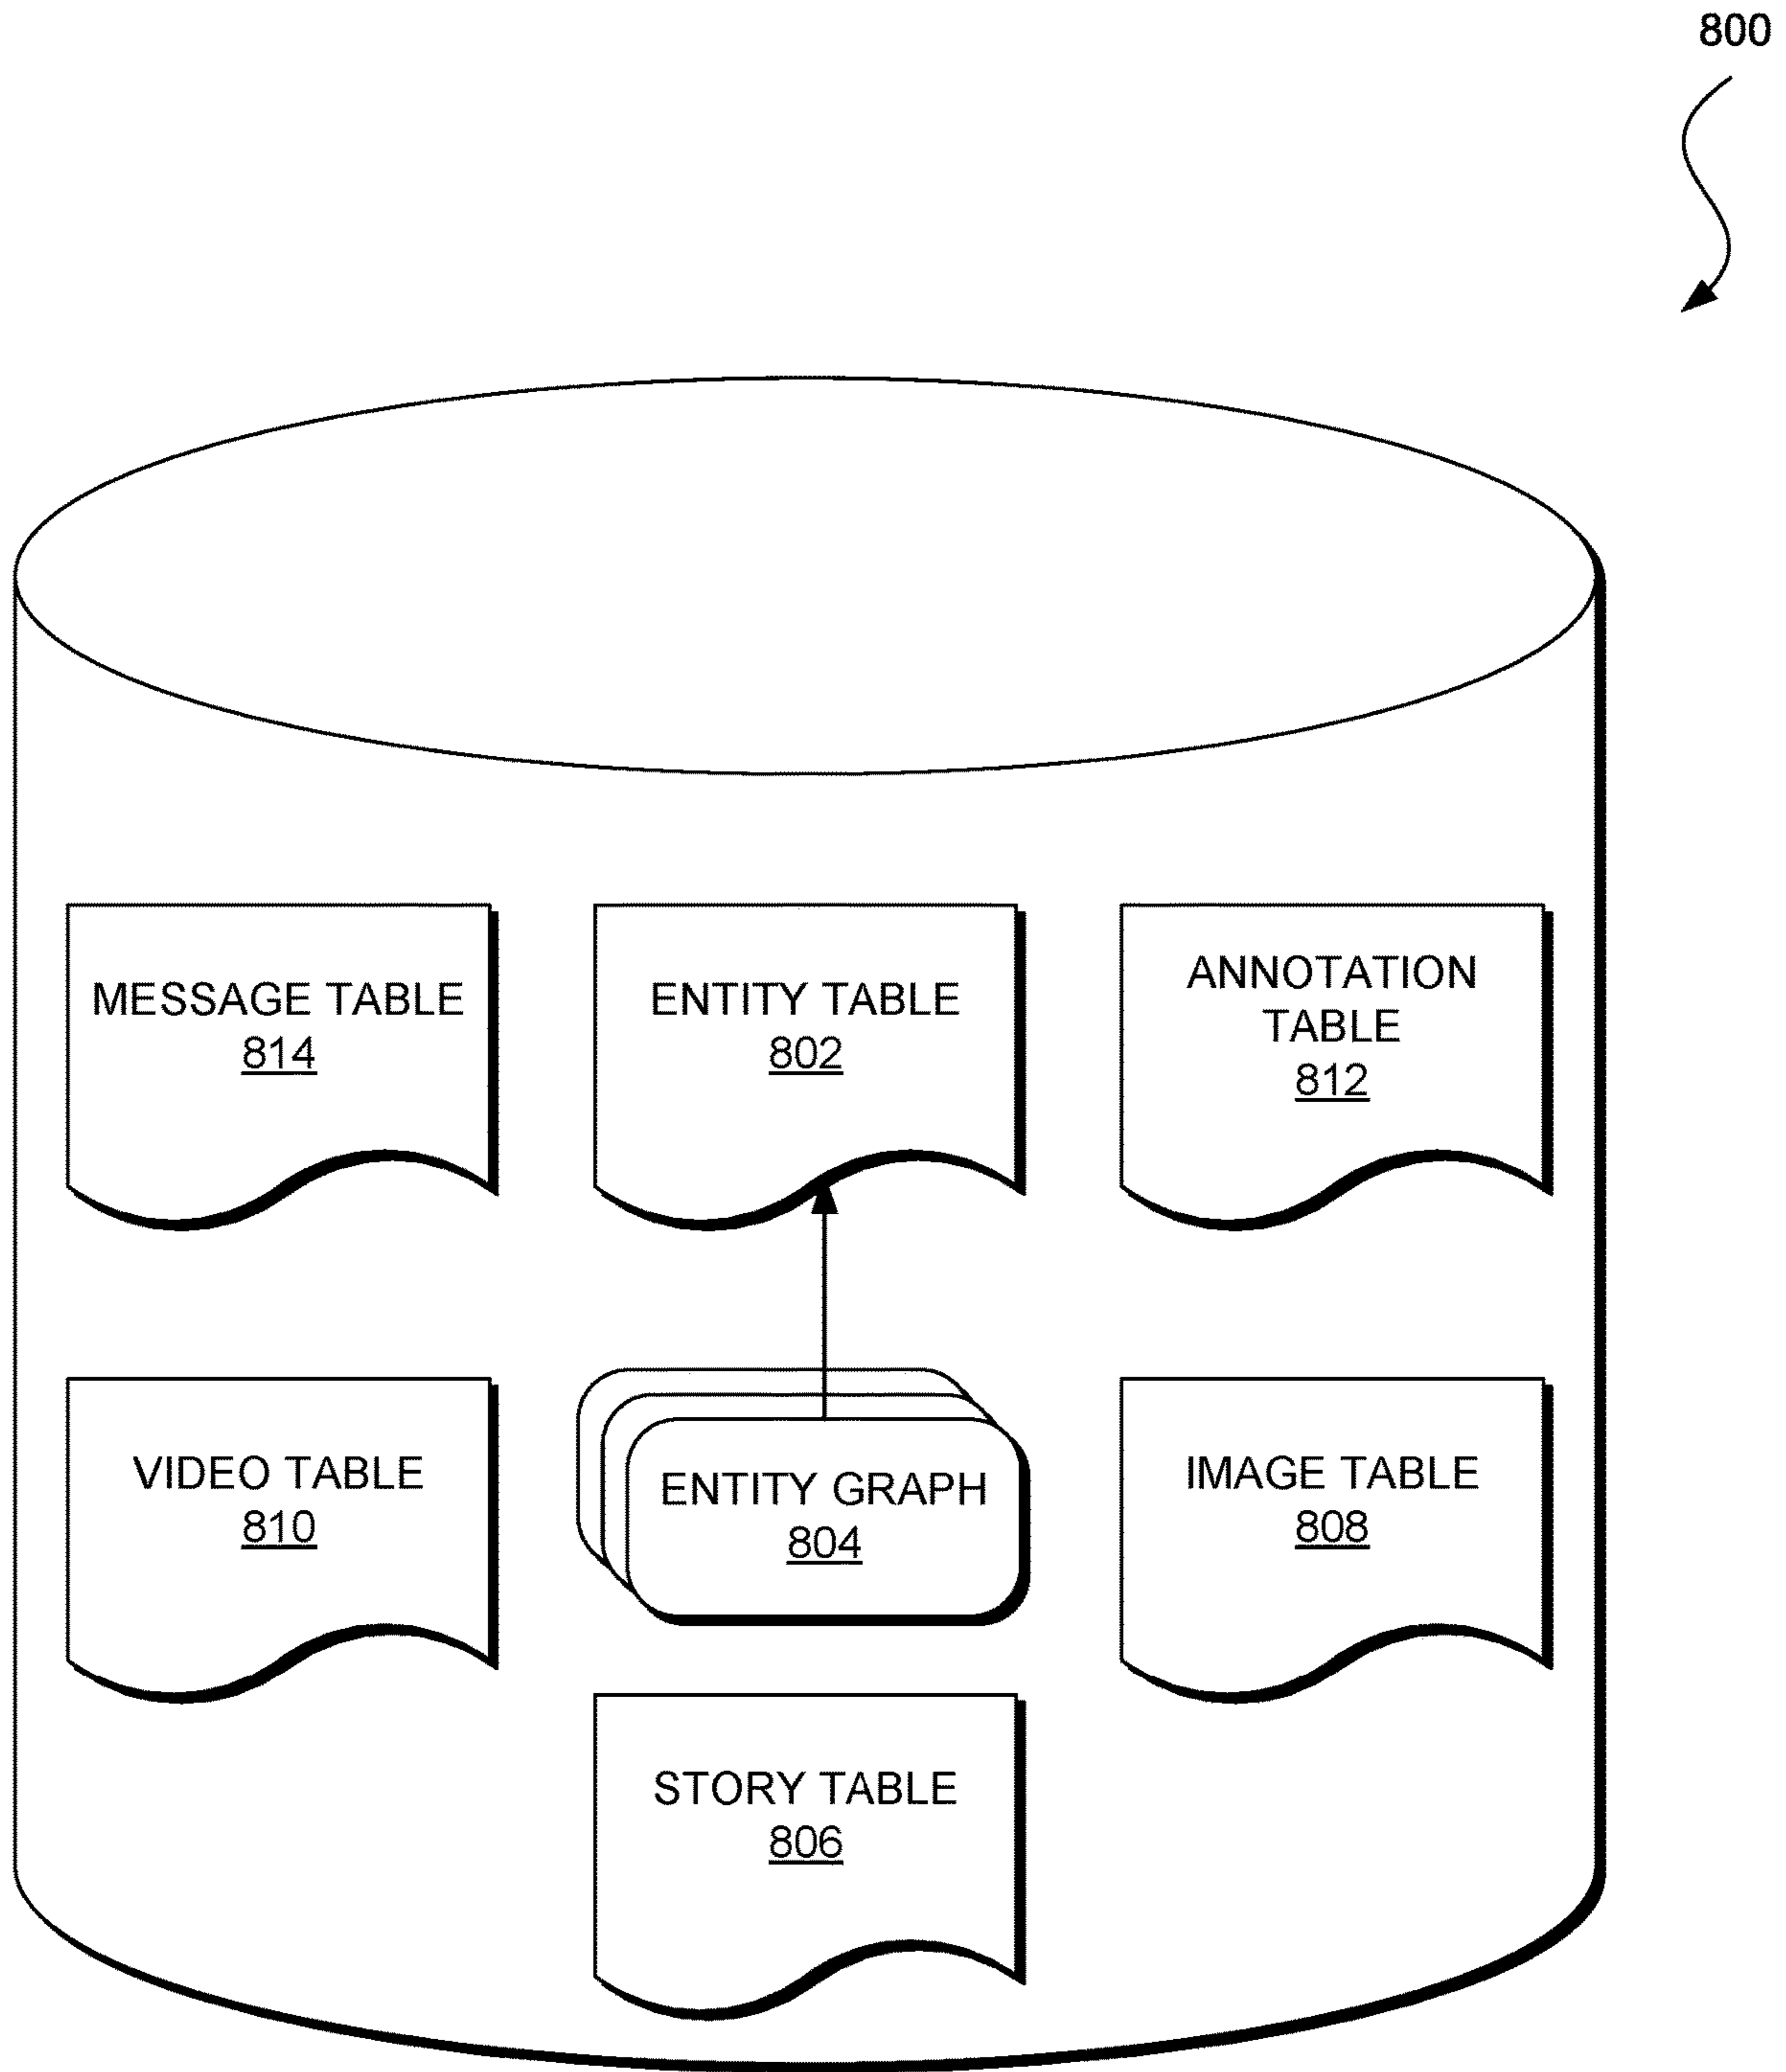 800
MESSAGE TABLE
814
ENTITY TABLE
802
ANNOTATION
TABLE
812
VIDEO TABLE
810
ENTITY GRAPH
804
IMAGE TABLE
808
STORY TABLE
806